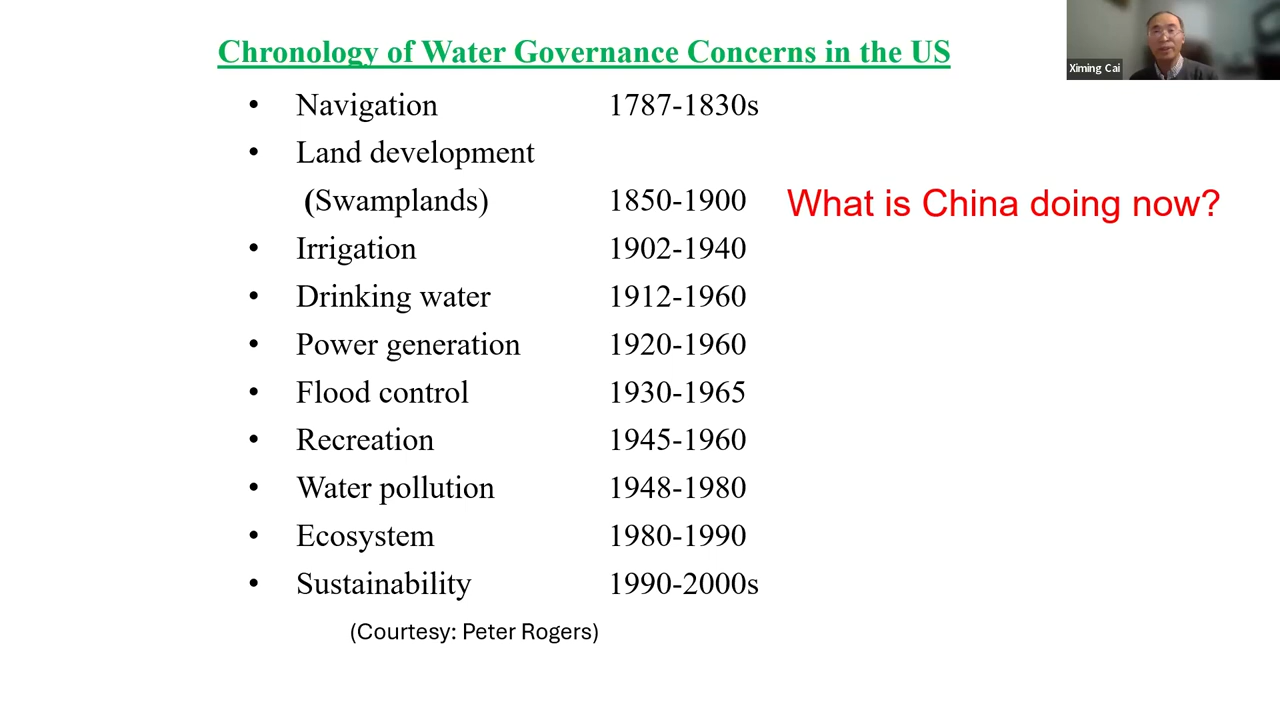 Chronology of Water Governance Concerns in the US
Ximing Cai
• Navigation 1787-1830s
• Land development
(Swamplands) 1850-1900 What is China doing now?
• Irrigation 1902-1940
• Drinking water 1912-1960
• Power generation 1920-1960
• Flood control 1930-1965
• Recreation 1945-1960
• Water pollution 1948-1980
• Ecosystem 1980-1990
• Sustainability 1990-2000s
(Courtesy: Peter Rogers)